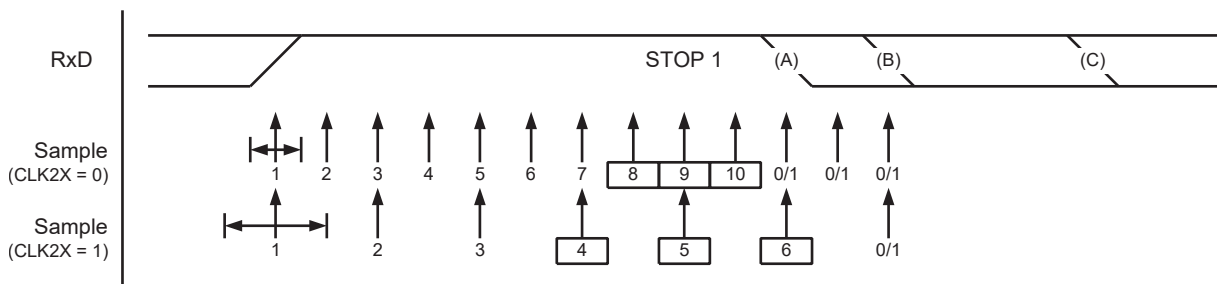 RxD STOP 1 (A) (B) (C)
Sample
(CLK2X = 0)
1 2 3 4 5 6 7 8 9 10 0/1 0/1 0/1
Sample
(CLK2X = 1)
1 2 3 4 5 6 0/1